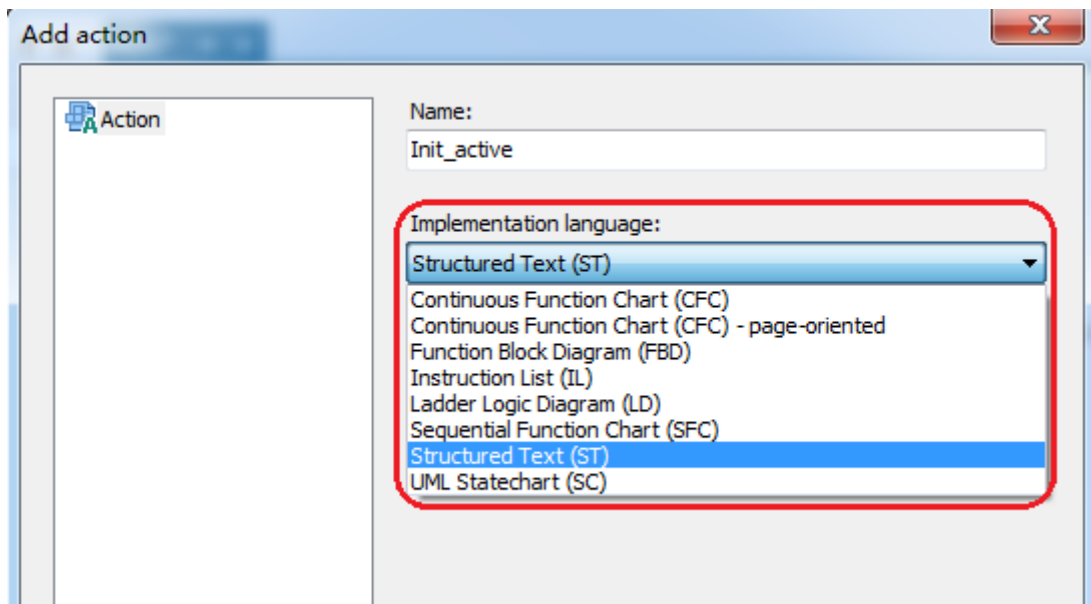 Add action
Action
Name:
Init_active
Implementation language:
Structured Text (ST)
Continuous Function Chart (CFC)
Continuous Function Chart (CFC) - page-oriented
Function Block Diagram (FBD)
Instruction List (IL)
Ladder Logic Diagram (LD)
Sequential Function Chart (SFC)
Structured Text (ST)
UML Statechart (SC)